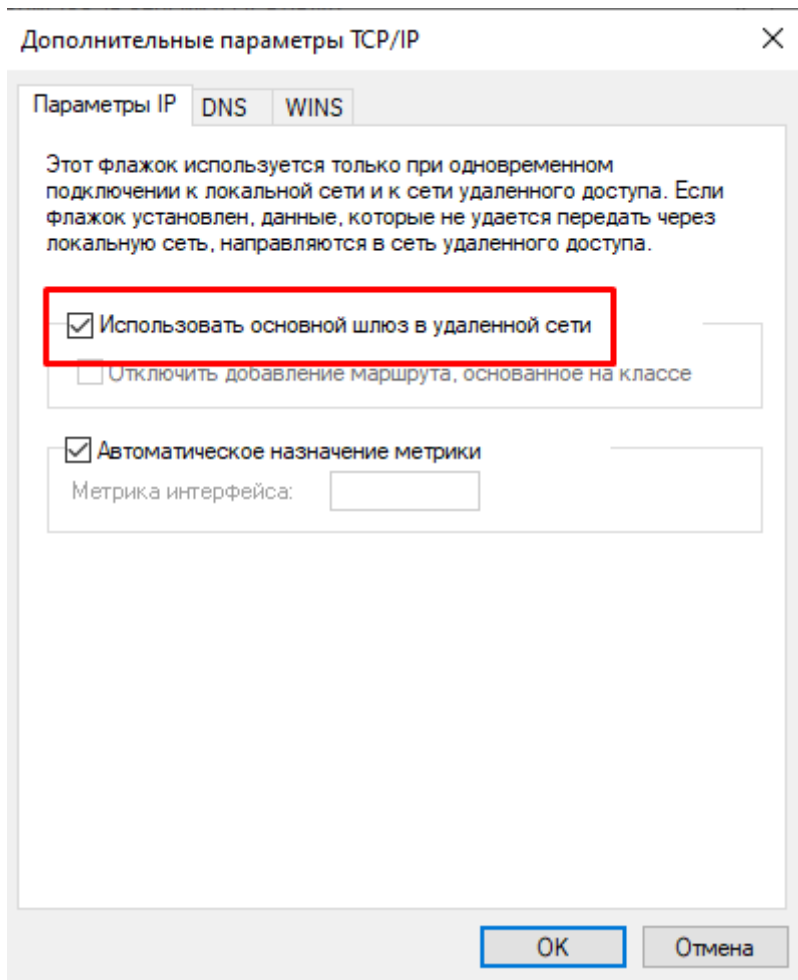 Дополнительные параметры TCP/IP
Параметры IP
DNS
WINS
Этот флажок используется только при одновременном
подключении к локальной сети и к сети удаленного доступа. Если
флажок установлен, данные, которые не удается передать через
локальную сеть, направляются в сеть удаленного доступа.
Использовать основной шлюз в удаленной сети
Отключить добавление маршрута, основанное на классе
Автоматическое назначение метрики
Метрика интерфейса:
OK
Отмена